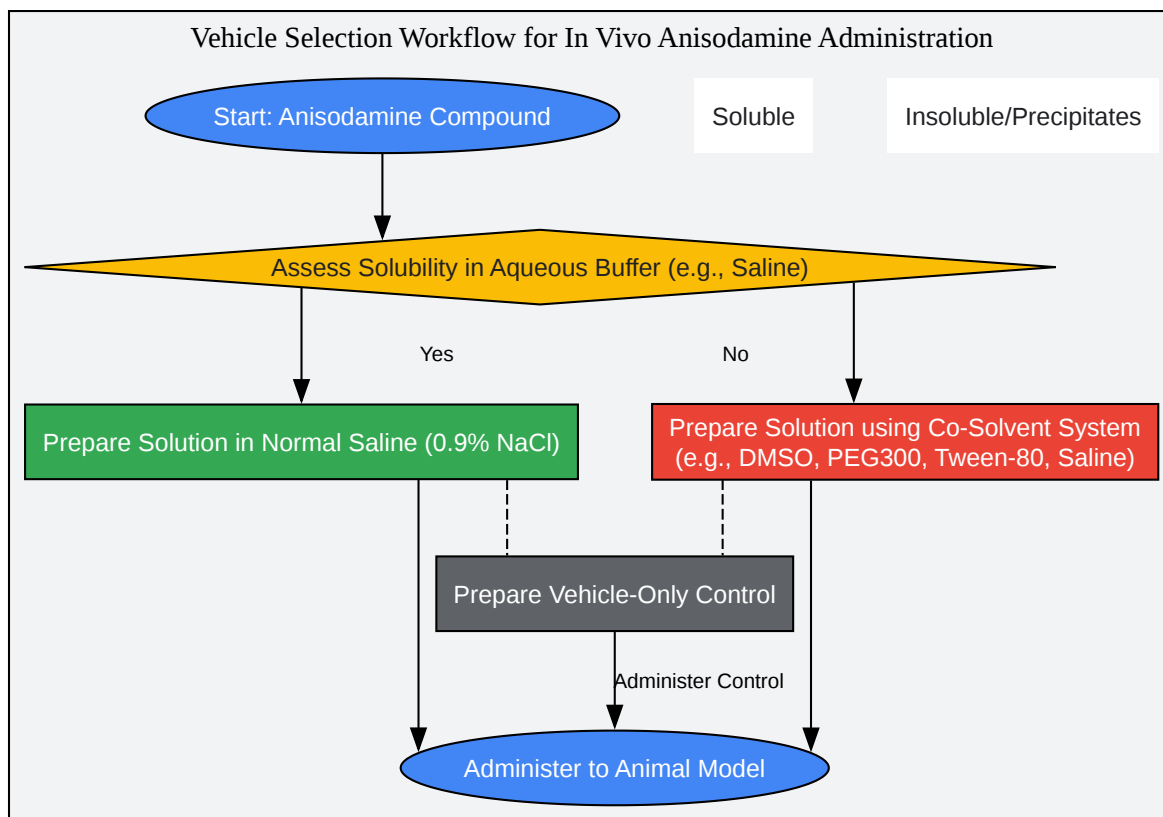 Vehicle Selection Workflow for In Vivo Anisodamine Administration
Start: Anisodamine Compound
Soluble
Insoluble/Precipitates
Assess Solubility in Aqueous Buffer (e.g., Saline)
Yes
No
Prepare Solution in Normal Saline (0.9% NaCl)
Prepare Solution using Co-Solvent System
(e.g., DMSO, PEG300, Tween-80, Saline)
Prepare Vehicle-Only Control
Administer Control
Administer to Animal Model